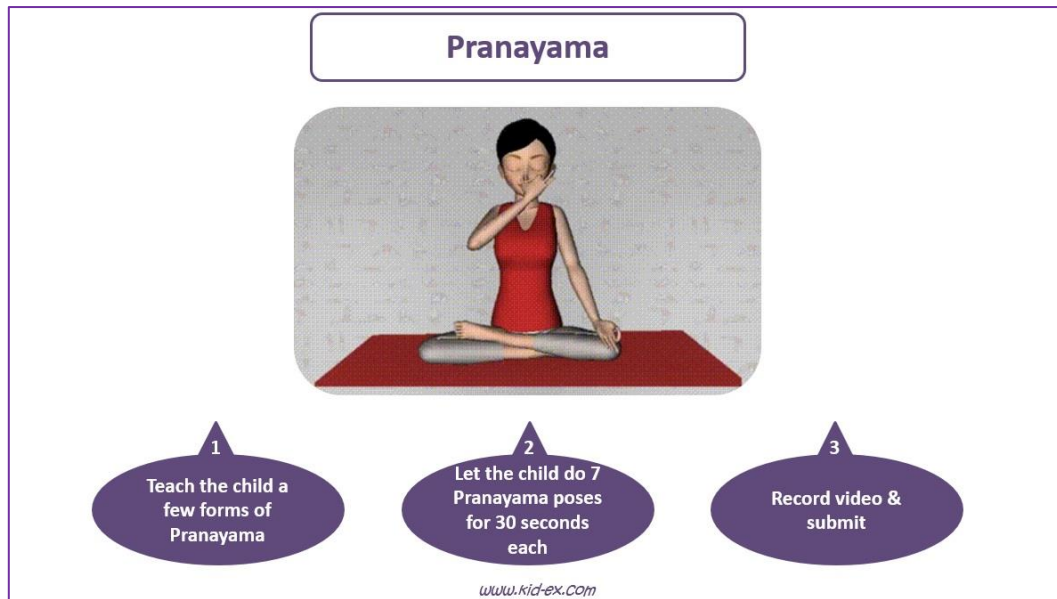 Pranayama
1
Teach the child a
few forms of
Pranayama
2
Let the child do 7
Pranayama poses
for 30 seconds
each
3
Record video &
submit
www.kid-ex.com